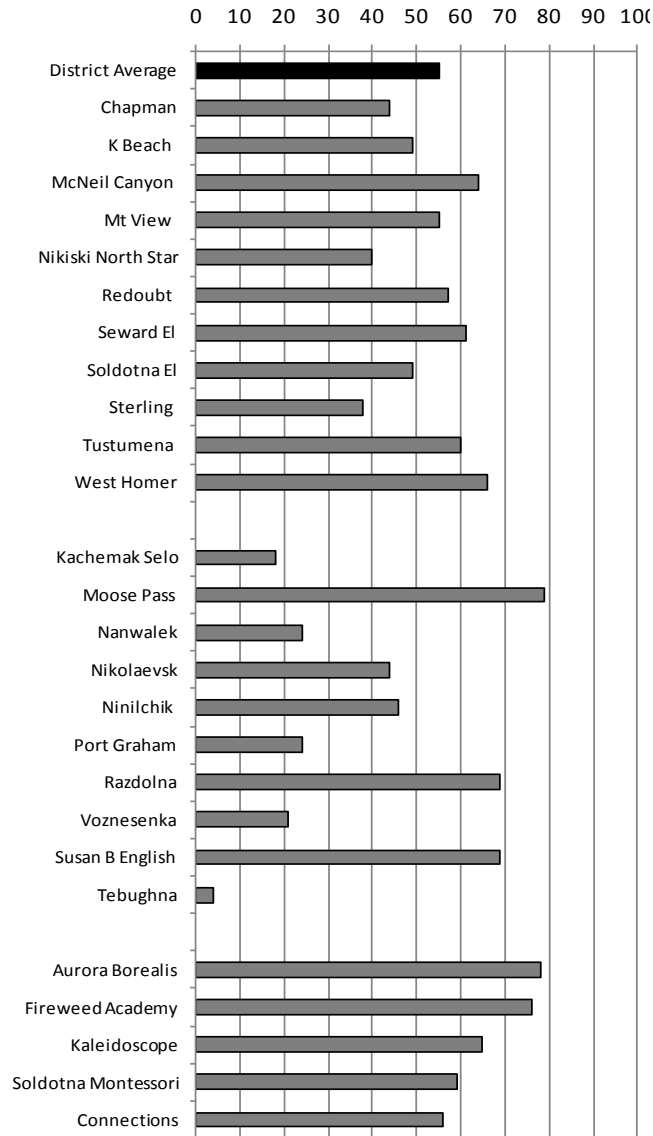 0 10 20 30 40 50 60 70 80 90 100
District Average
Chapman
K Beach
McNeil Canyon
Mt View
Nikiski North Star
Redoubt
Seward El
Soldotna El
Sterling
Tustumena
West Homer
Kachemak Selo
Moose Pass
Nanwalek
Nikolaevsk
Ninilchik
Port Graham
Razdolna
Voznesenka
Susan B English
Tebughna
Aurora Borealis
Fireweed Academy
Kaleidoscope
Soldotna Montessori
Connections